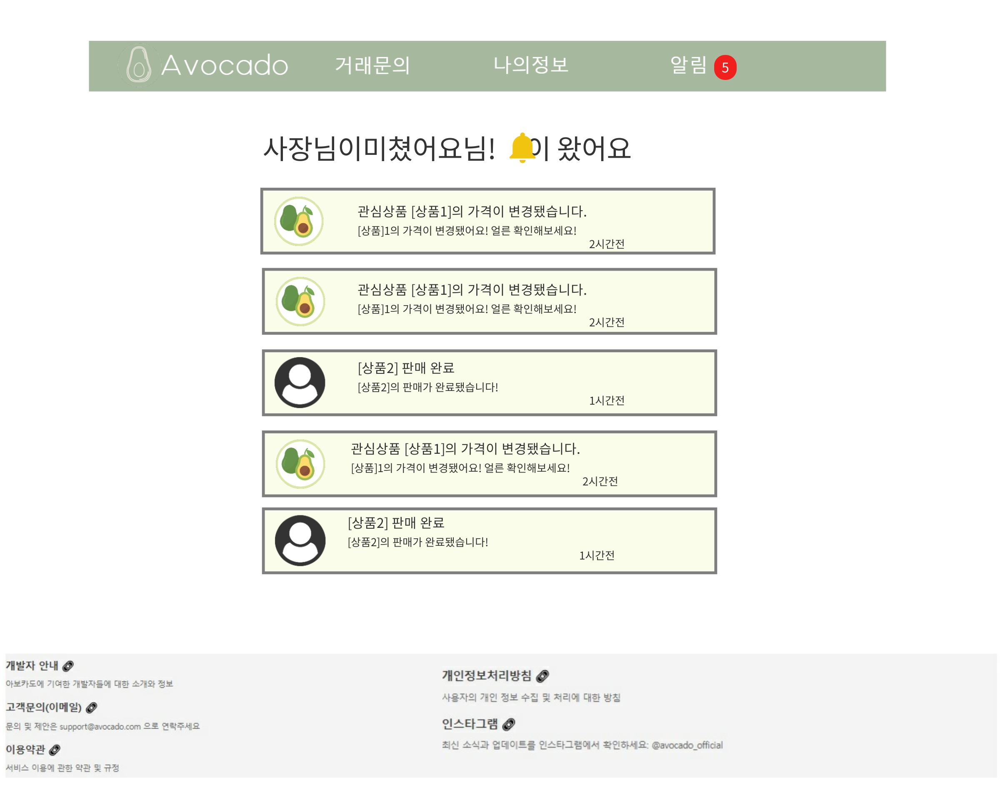 Avocado 거래문의 나의정보 알림 5
사장님이미쳤어요님! 이 왔어요
관심상품 [상품1]의 가격이 변경됐습니다.
[상품]1의 가격이 변경됐어요! 얼른 확인해보세요!
2시간전
관심상품 [상품1]의 가격이 변경됐습니다.
[상품]1의 가격이 변경됐어요! 얼른 확인해보세요!
2시간전
[상품2] 판매 완료
[상품2]의 판매가 완료됐습니다!
1시간전
관심상품 [상품1]의 가격이 변경됐습니다.
[상품]1의 가격이 변경됐어요! 얼른 확인해보세요!
2시간전
[상품2] 판매 완료
[상품2]의 판매가 완료됐습니다!
1시간전
개발자 안내
아보카도에 기여한 개발자들에 대한 소개와 정보
고객문의(이메일)
문의 및 제안은 support@avocado.com 으로 연락주세요
이용약관
서비스 이용에 관한 약관 및 규정
개인정보처리방침
사용자의 개인 정보 수집 및 처리에 대한 방침
인스타그램
최신 소식과 업데이트를 인스타그램에서 확인하세요: @avocado_official